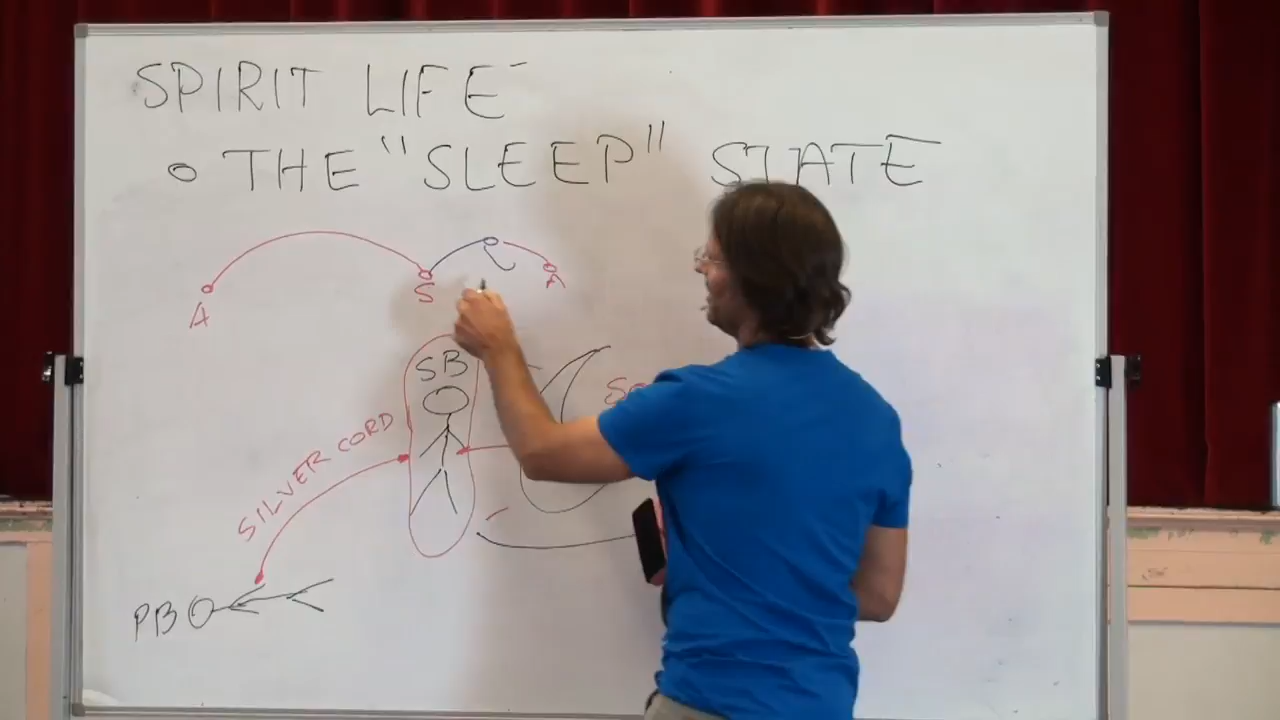 SPIRIT LIFE
THE "SLEEP" STATE
A
S
A
SB
SILVER CORD
PB